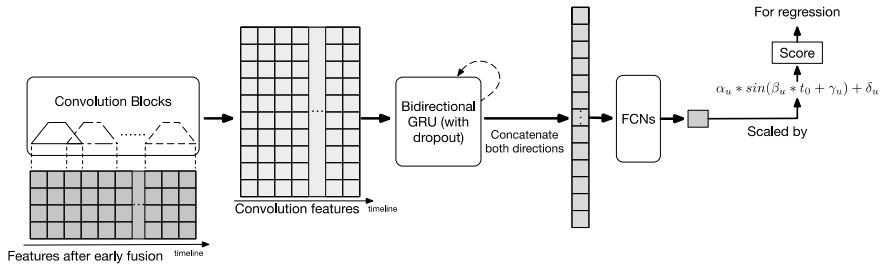 For regression
Score
α_u * sin(β_u * t_0 + γ_u) + δ_u
Scaled by
Convolution Blocks
......
...
Bidirectional
GRU (with
dropout)
Concatenate
both directions
...
FCNs
...
Convolution features timeline
Features after early fusion timeline